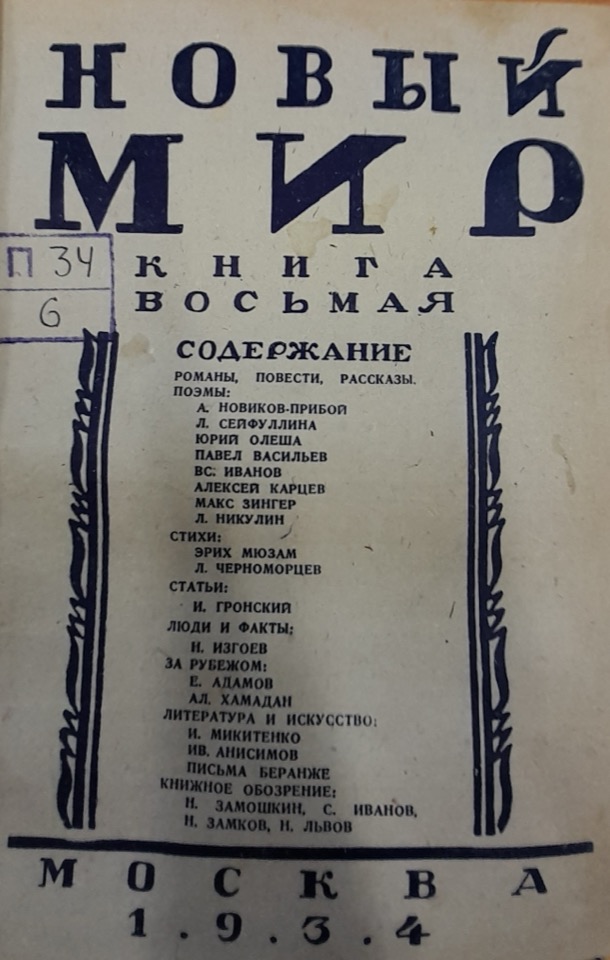 НОВЫЙ
МИР
П 34
6
КНИГА
ВОСЬМАЯ
СОДЕРЖАНИЕ
РОМАНЫ, ПОВЕСТИ, РАССКАЗЫ.
ПОЭМЫ:
А. НОВИКОВ-ПРИБОЙ
Л. СЕЙФУЛЛИНА
ЮРИЙ ОЛЕША
ПАВЕЛ ВАСИЛЬЕВ
ВС. ИВАНОВ
АЛЕКСЕЙ КАРЦЕВ
МАКС ЗИНГЕР
Л. НИКУЛИН
СТИХИ:
ЭРИХ МЮЗАМ
Л. ЧЕРНОМОРЦЕВ
СТАТЬИ:
И. ГРОНСКИЙ
ЛЮДИ И ФАКТЫ:
Н. ИЗГОЕВ
ЗА РУБЕЖОМ:
Е. АДАМОВ
АЛ. ХАМАДАН
ЛИТЕРАТУРА И ИСКУССТВО:
И. МИКИТЕНКО
ИВ. АНИСИМОВ
ПИСЬМА БЕРАНЖЕ
КНИЖНОЕ ОБОЗРЕНИЕ:
Н. ЗАМОШКИН, С. ИВАНОВ,
Н. ЗАМКОВ, Н. ЛЬВОВ
МОСКВА
1.9.3.4